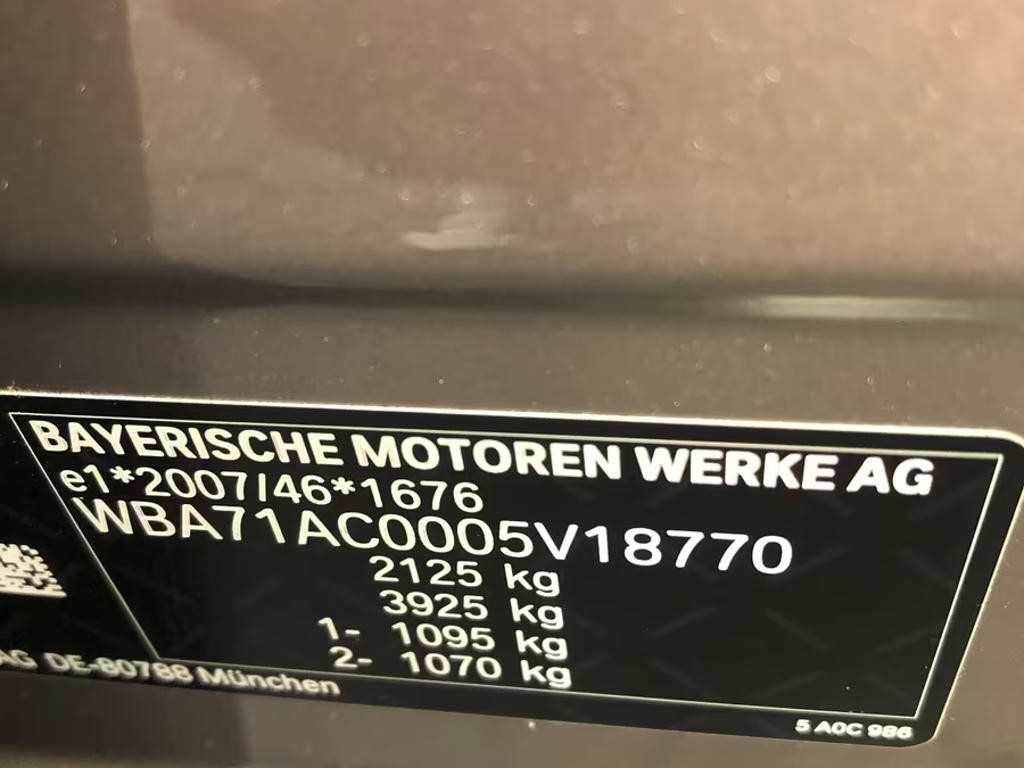 BAYERISCHE MOTOREN WERKE AG
e1*2007/46*1676
WBA71AC0005V18770
2125 kg
3925 kg
1- 1095 kg
2- 1070 kg
AG DE-80788 München
5 A0C 986